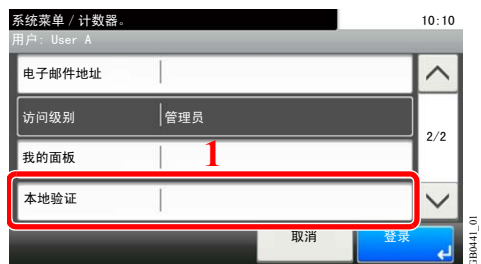 系统菜单 / 计数器。 10:10
用户: User A
电子邮件地址
访问级别 管理员
2/2
我的面板 1
本地验证
取消 登录